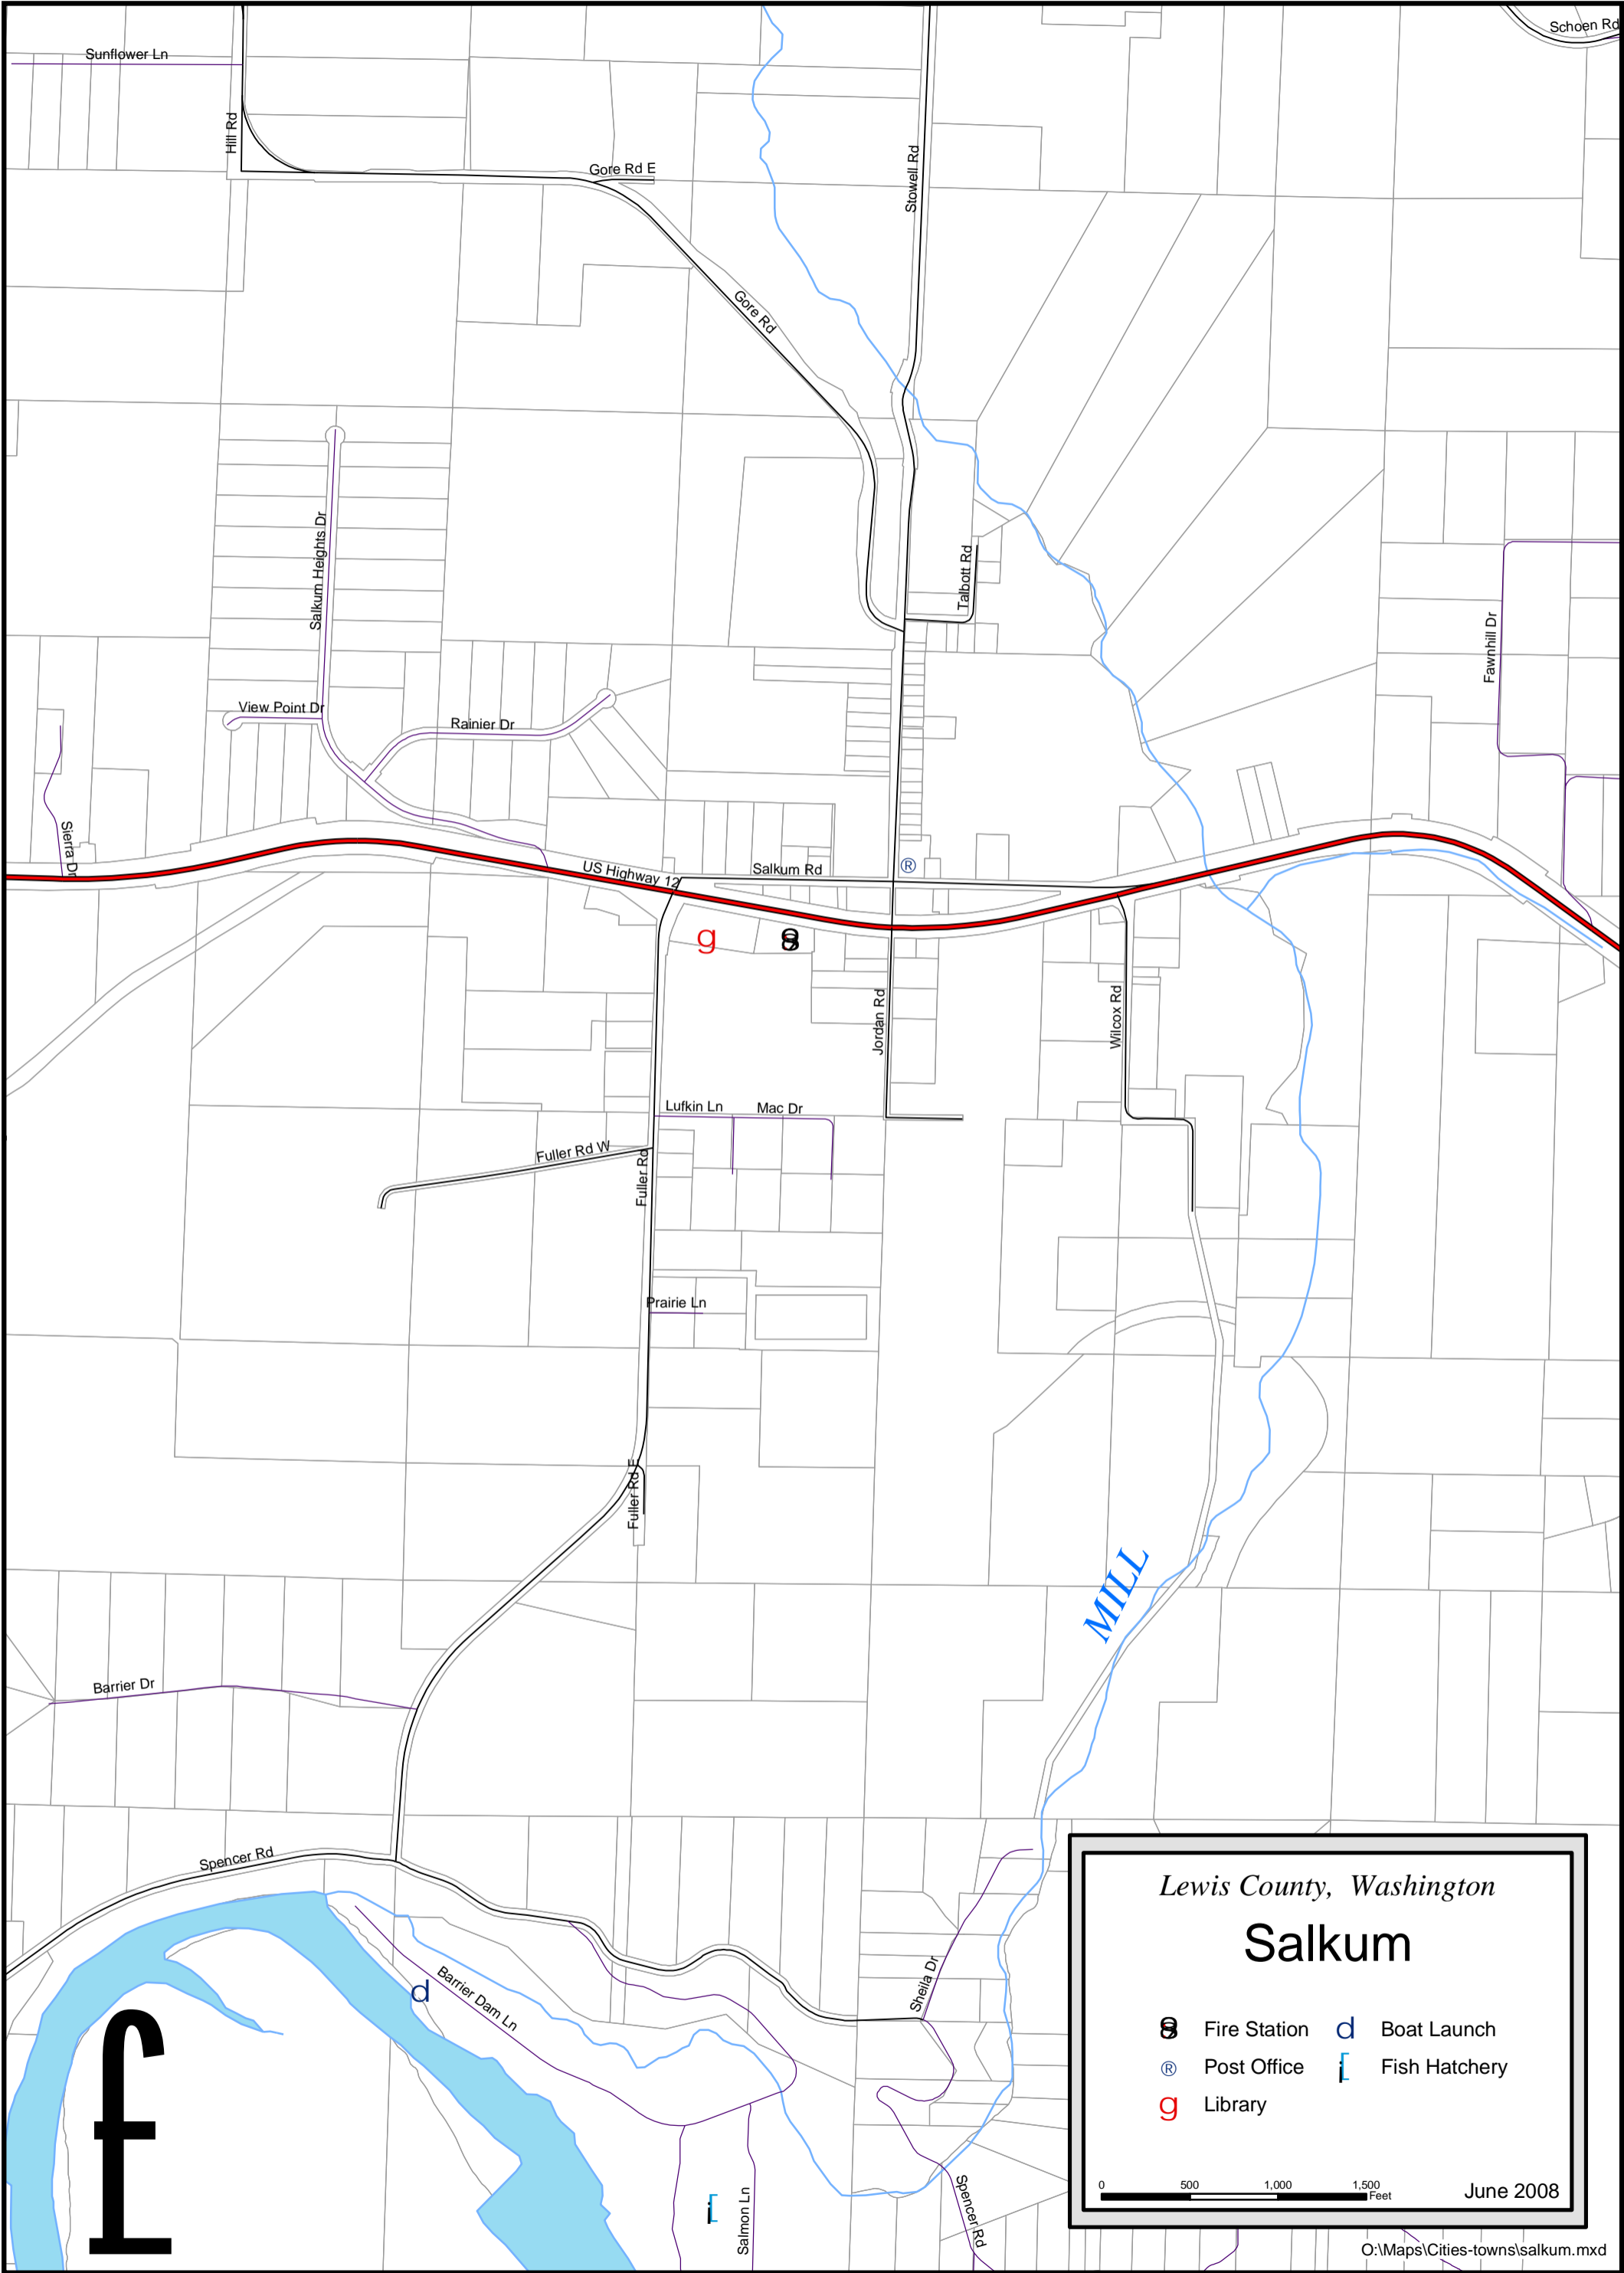 Schoen Rd
Sunflower Ln
Hill Rd
Gore Rd E
Stowell Rd
Gore Rd
Salkum Heights Dr
Talbott Rd
Fawnhill Dr
View Point Dr
Rainier Dr
Sierra Dr
US Highway 12
Salkum Rd
®
g
8
Jordan Rd
Wilcox Rd
Lufkin Ln
Mac Dr
Fuller Rd W
Fuller Rd
Prairie Ln
Fuller Rd E
MILL
Barrier Dr
Spencer Rd
Sheila Dr
d
Barrier Dam Ln
£
i[
Salmon Ln
Spencer Rd
Lewis County, Washington
Salkum
8 Fire Station d Boat Launch
® Post Office i[ Fish Hatchery
g Library
0 500 1,000 1,500
Feet
June 2008
O:\Maps\Cities-towns\salkum.mxd